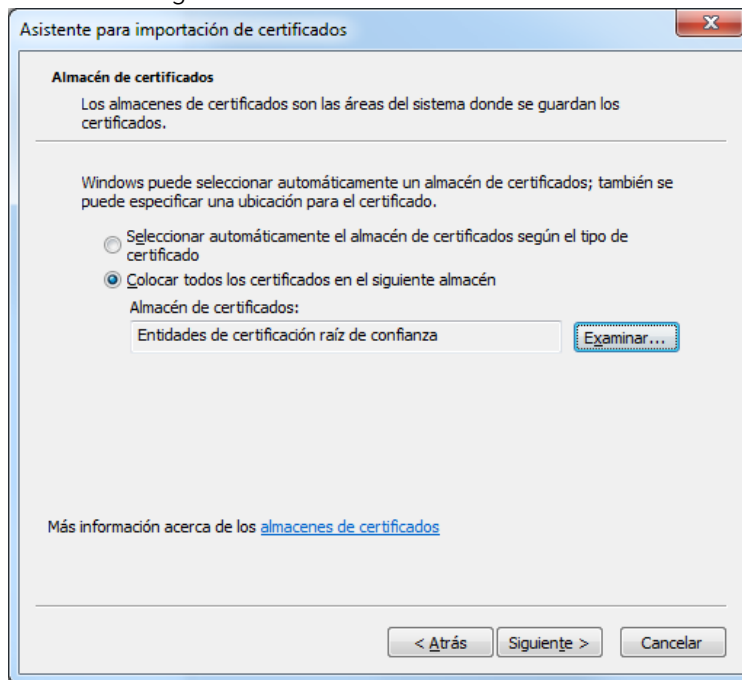 Asistente para importación de certificados
Almacén de certificados
Los almacenes de certificados son las áreas del sistema donde se guardan los
certificados.
Windows puede seleccionar automáticamente un almacén de certificados; también se
puede especificar una ubicación para el certificado.
Seleccionar automáticamente el almacén de certificados según el tipo de
certificado
Colocar todos los certificados en el siguiente almacén
Almacén de certificados:
Entidades de certificación raíz de confianza
Examinar...
Más información acerca de los almacenes de certificados
< Atrás
Siguiente >
Cancelar